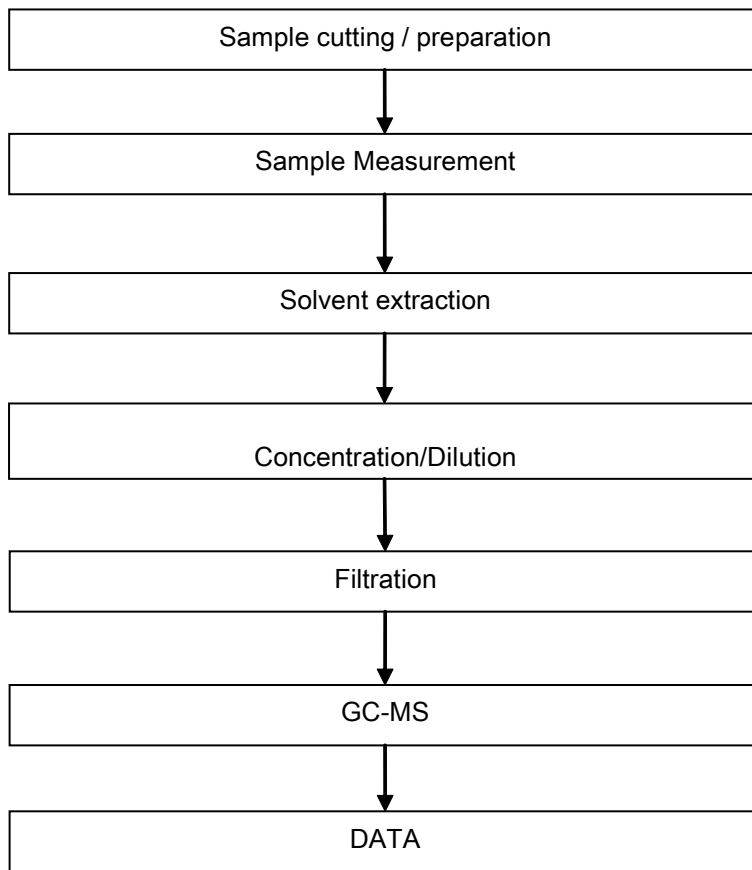 Sample cutting / preparation
Sample Measurement
Solvent extraction
Concentration/Dilution
Filtration
GC-MS
DATA